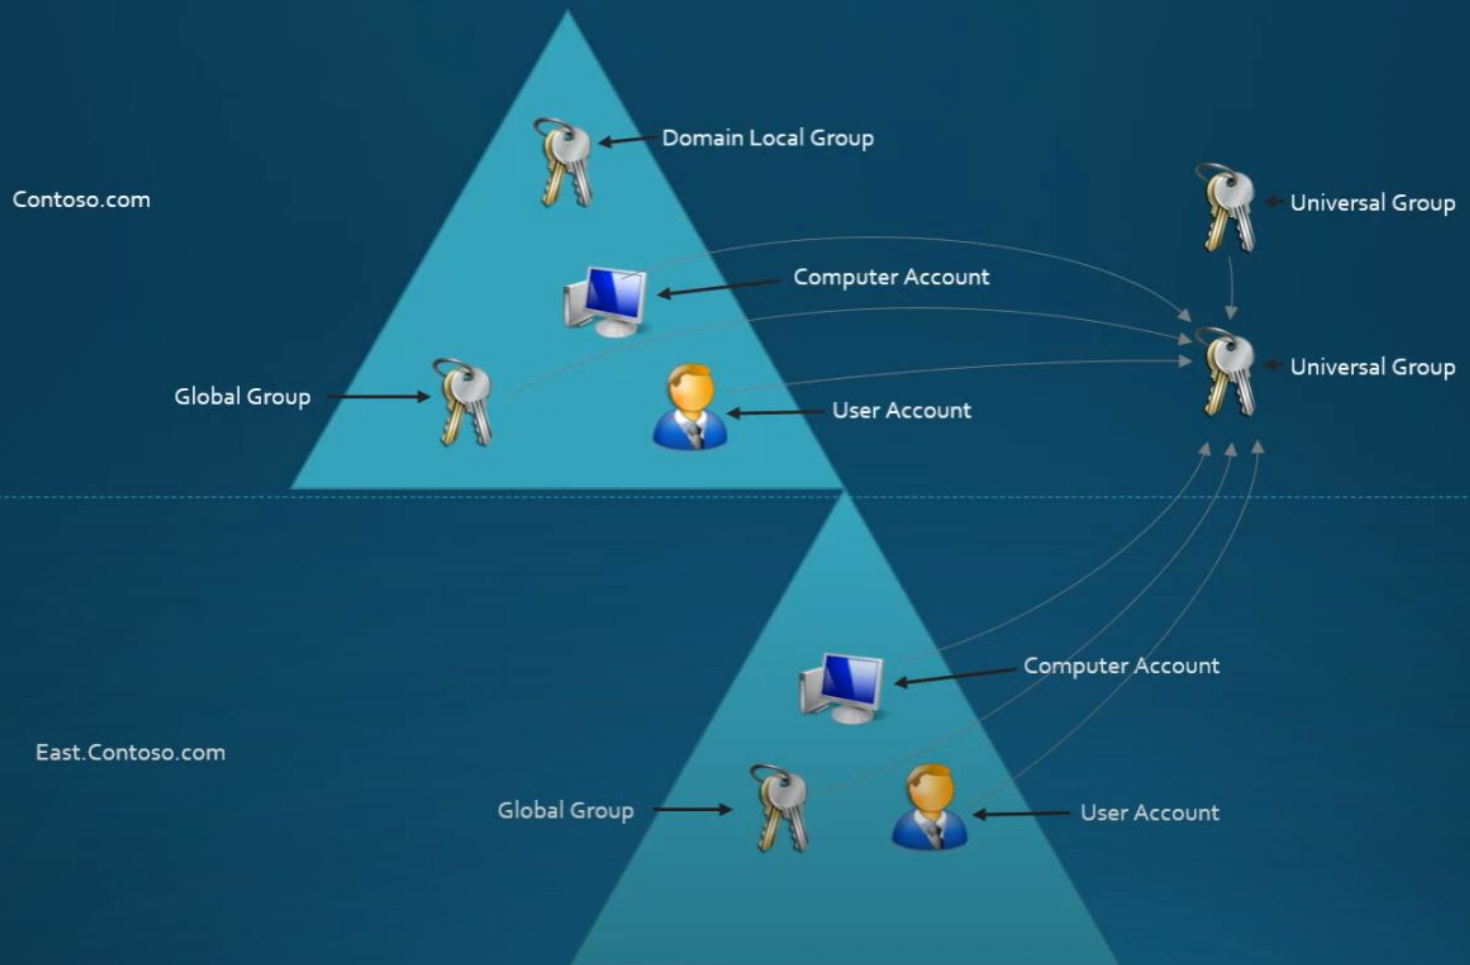 Domain Local Group
Contoso.com
Universal Group
Computer Account
Universal Group
Global Group
User Account
Computer Account
East.Contoso.com
Global Group
User Account